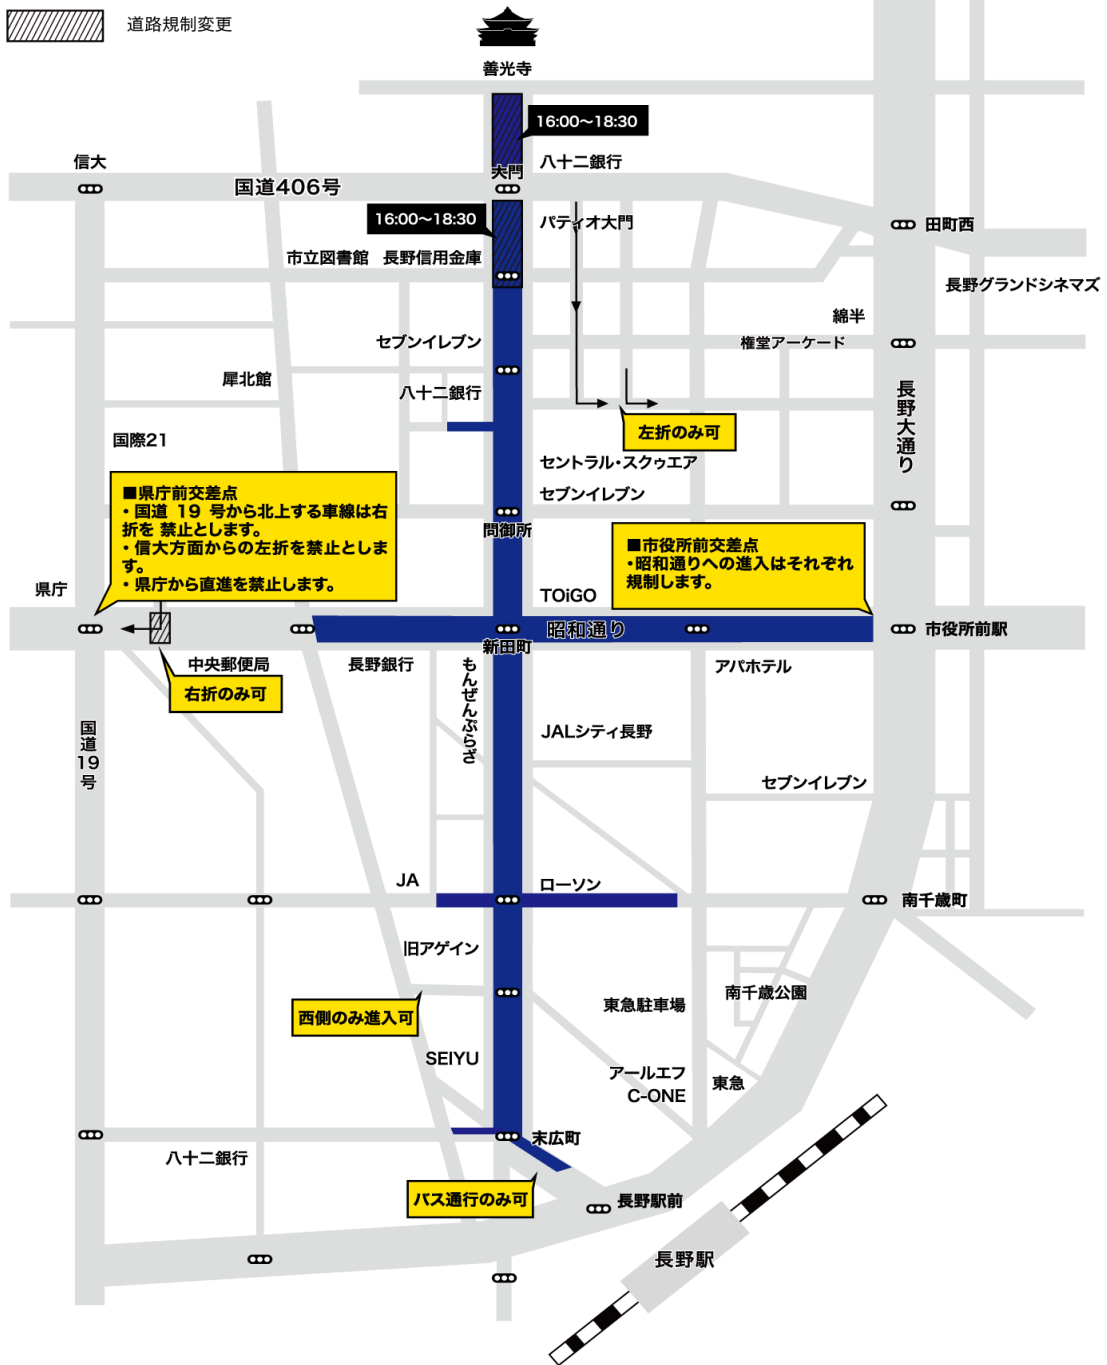 道路規制変更
善光寺
16:00〜18:30
信大
大門
八十二銀行
国道406号
16:00〜18:30
パティオ大門
田町西
市立図書館
長野信用金庫
長野グランドシネマズ
綿半
セブンイレブン
権堂アーケード
犀北館
八十二銀行
長野大通り
左折のみ可
国際21
セントラル・スクゥエア
セブンイレブン
■県庁前交差点
・国道 19 号から北上する車線は右
折を 禁止とします。
・信大方面からの左折を禁止としま
す。
・県庁から直進を禁止します。
問御所
■市役所前交差点
・昭和通りへの進入はそれぞれ
規制します。
県庁
TOiGO
昭和通り
市役所前駅
新田町
中央郵便局
長野銀行
もんぜんぷらざ
アパホテル
右折のみ可
国道19号
JALシティ長野
セブンイレブン
JA
ローソン
南千歳町
旧アゲイン
西側のみ進入可
東急駐車場
南千歳公園
SEIYU
アールエフ
C-ONE
東急
末広町
八十二銀行
バス通行のみ可
長野駅前
長野駅